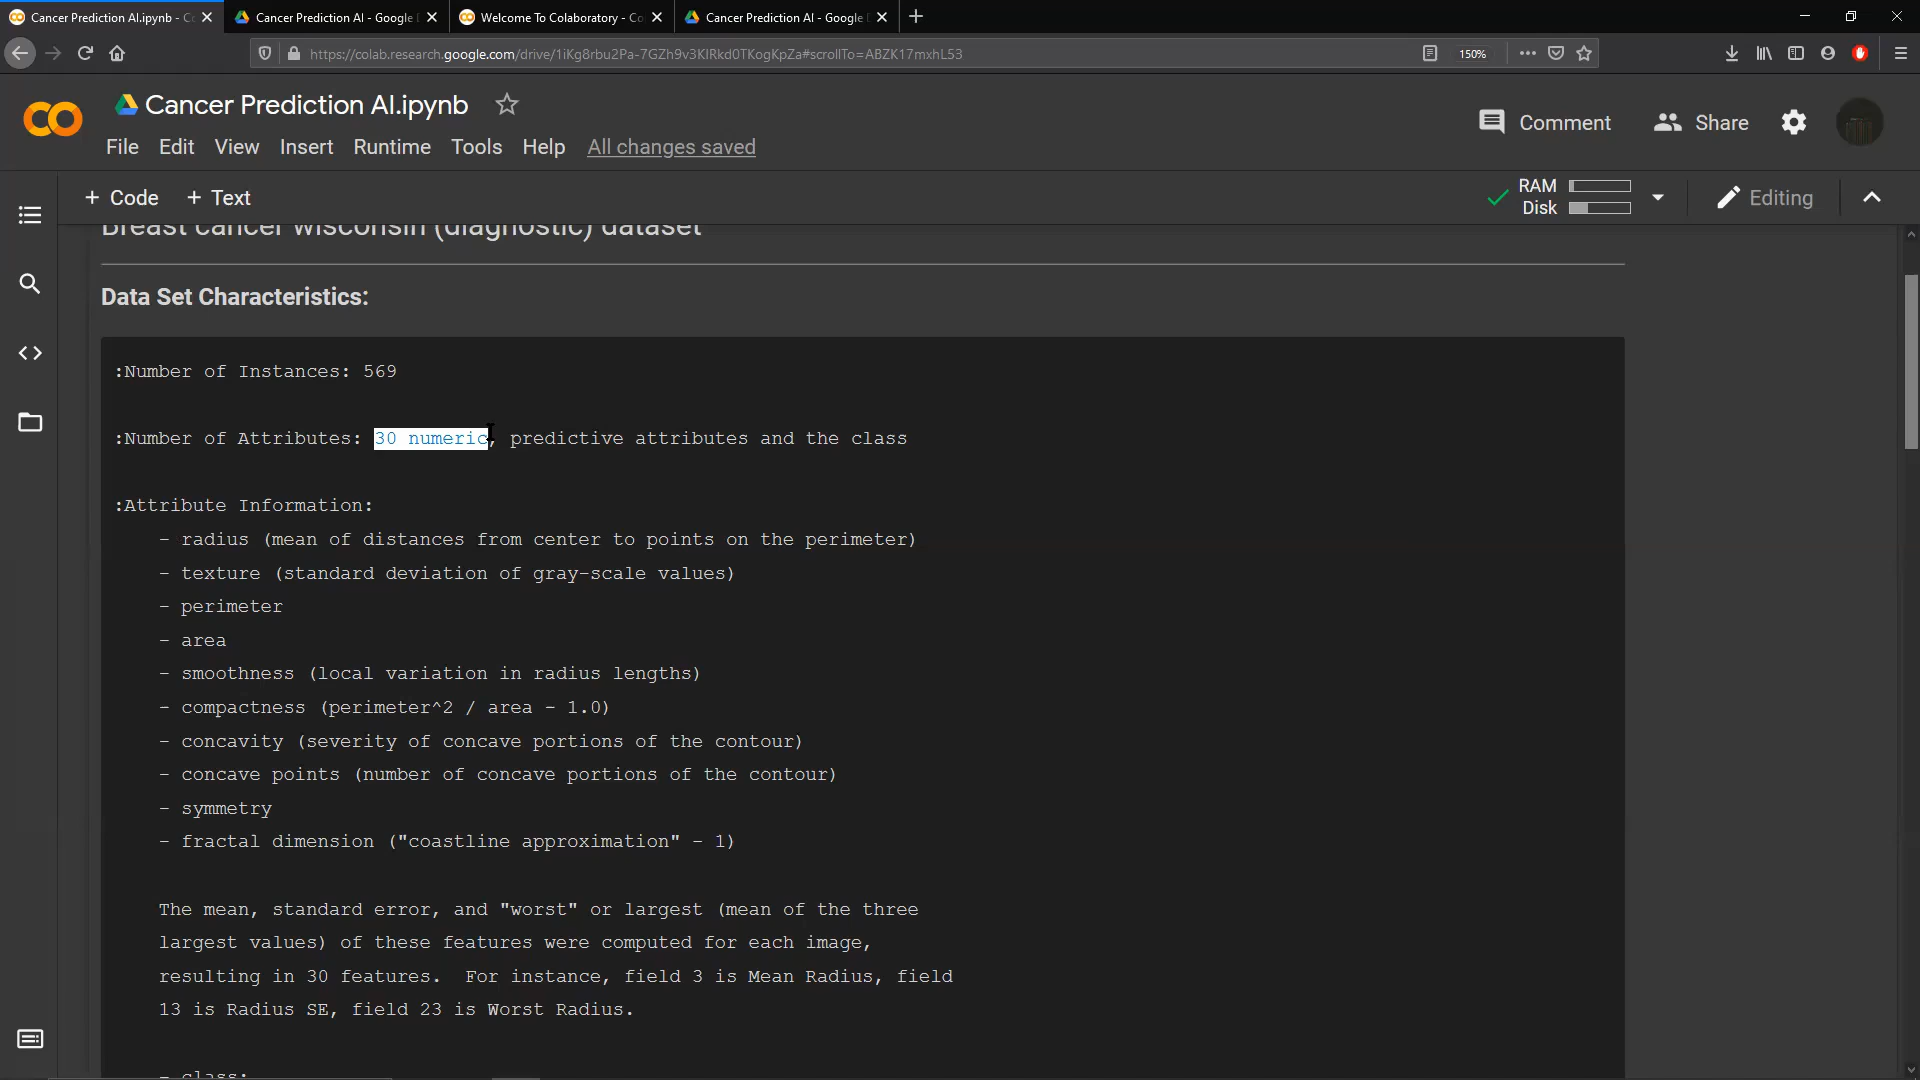 Cancer Prediction AI.ipynb - Co
Cancer Prediction AI - Google
Welcome To Colaboratory - Co
Cancer Prediction AI - Google
https://colab.research.google.com/drive/1iKg8rbu2Pa-7GZh9v3KIRkd0TKogKpZa#scrollTo=ABZK17mxhL53
150%
Cancer Prediction AI.ipynb
Comment
Share
File Edit View Insert Runtime Tools Help All changes saved
+ Code + Text
RAM
Disk
Editing
Breast cancer wisconsin (diagnostic) dataset
Data Set Characteristics:
:Number of Instances: 569
:Number of Attributes: 30 numeric, predictive attributes and the class
:Attribute Information:
- radius (mean of distances from center to points on the perimeter)
- texture (standard deviation of gray-scale values)
- perimeter
- area
- smoothness (local variation in radius lengths)
- compactness (perimeter^2 / area - 1.0)
- concavity (severity of concave portions of the contour)
- concave points (number of concave portions of the contour)
- symmetry
- fractal dimension ("coastline approximation" - 1)
The mean, standard error, and "worst" or largest (mean of the three
largest values) of these features were computed for each image,
resulting in 30 features. For instance, field 3 is Mean Radius, field
13 is Radius SE, field 23 is Worst Radius.
- class: